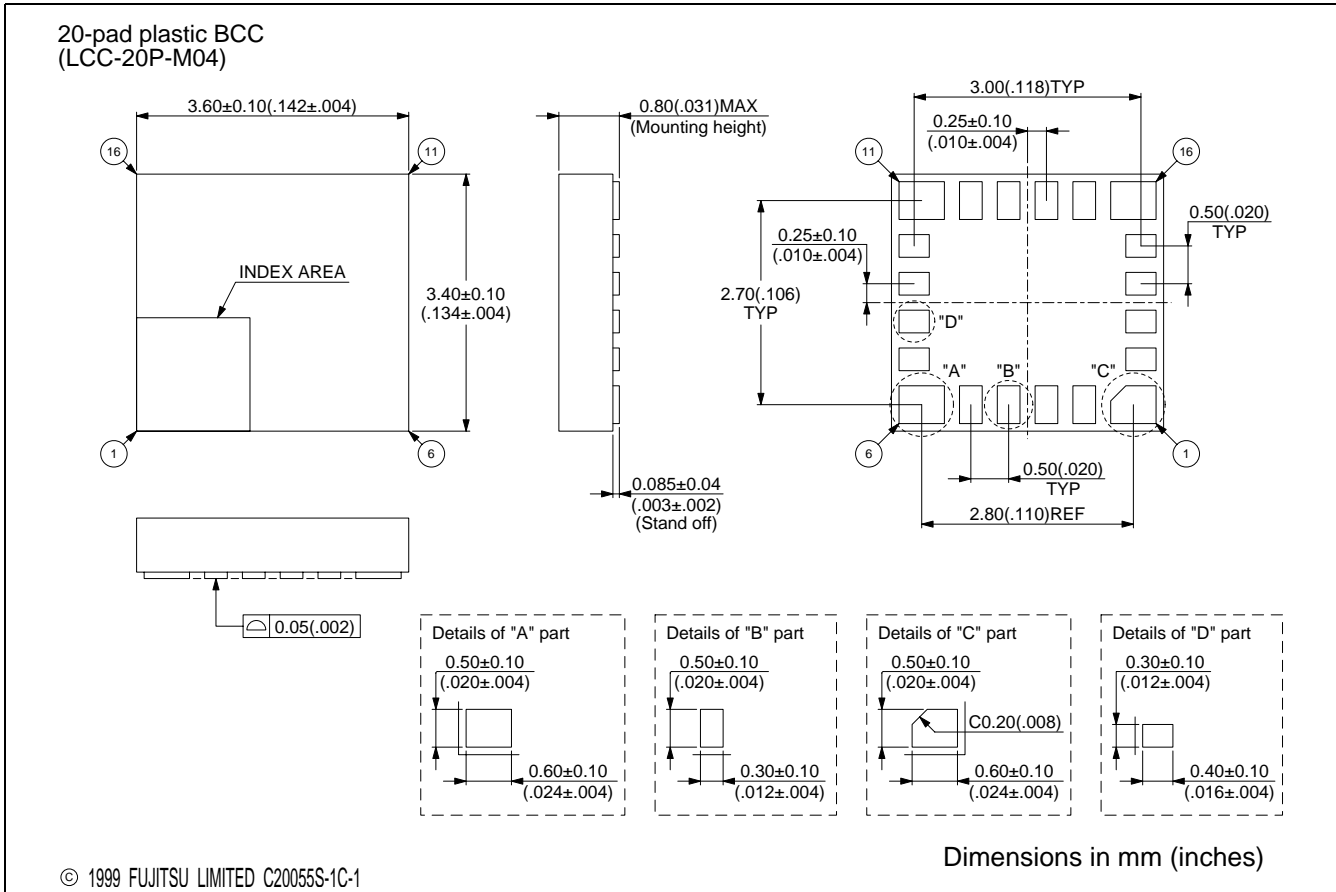 20-pad plastic BCC
(LCC-20P-M04)
3.60±0.10(.142±.004)
0.80(.031)MAX
(Mounting height)
3.00(.118)TYP
0.25±0.10
(.010±.004)
16
11
11
16
0.50(.020)
TYP
0.25±0.10
(.010±.004)
INDEX AREA
3.40±0.10
(.134±.004)
2.70(.106)
TYP
"D"
"A"
"B"
"C"
1
6
6
1
0.50(.020)
TYP
0.085±0.04
(.003±.002)
(Stand off)
2.80(.110)REF
0.05(.002)
Details of "A" part
0.50±0.10
(.020±.004)
0.60±0.10
(.024±.004)
Details of "B" part
0.50±0.10
(.020±.004)
0.30±0.10
(.012±.004)
Details of "C" part
0.50±0.10
(.020±.004)
C0.20(.008)
0.60±0.10
(.024±.004)
Details of "D" part
0.30±0.10
(.012±.004)
0.40±0.10
(.016±.004)
Dimensions in mm (inches)
© 1999 FUJITSU LIMITED C20055S-1C-1